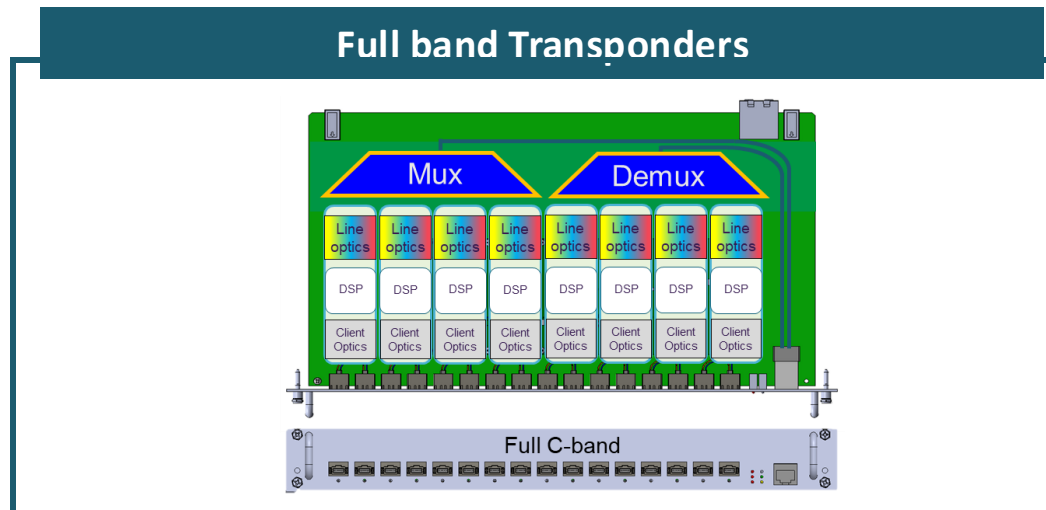 Full band Transponders
Mux
Demux
Line
optics
Line
optics
Line
optics
Line
optics
Line
optics
Line
optics
Line
optics
Line
optics
DSP
DSP
DSP
DSP
DSP
DSP
DSP
DSP
Client
Optics
Client
Optics
Client
Optics
Client
Optics
Client
Optics
Client
Optics
Client
Optics
Client
Optics
Full C-band